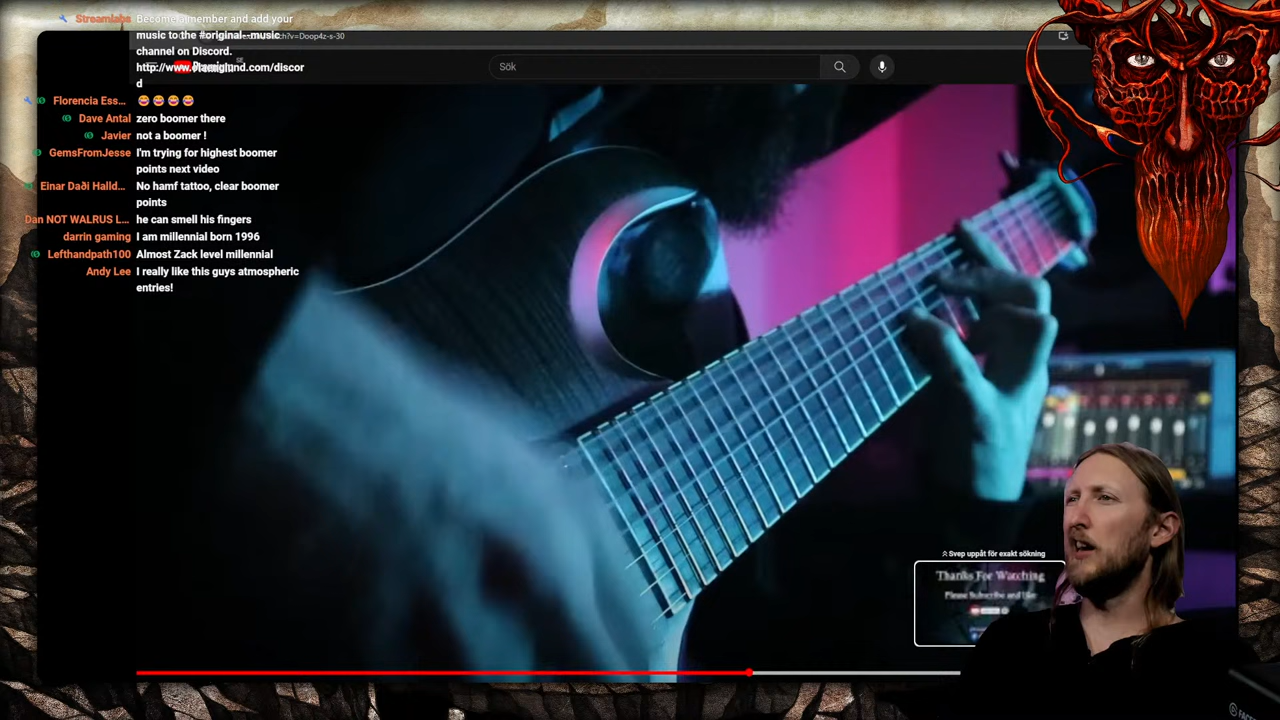 Streamlabs Become a member and add your
music to the #original-music
channel on Discord.
ch?v=Doop4z-s-30
Sök
d
Florencia Ess... 😂😂😂😂
Dave Antal zero boomer there
Javier not a boomer !
GemsFromJesse I'm trying for highest boomer
points next video
Einar Daði Halld... No hamf tattoo, clear boomer
points
Dan NOT WALRUS L... he can smell his fingers
darrin gaming I am millennial born 1996
Lefthandpath100 Almost Zack level millennial
Andy Lee I really like this guys atmospheric
entries!
Svep uppåt för exakt sökning
Thanks For Watching